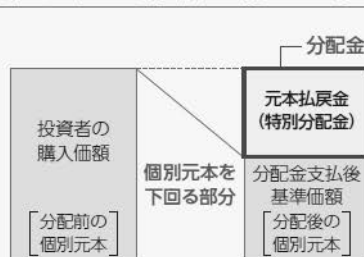 分配金
元本払戻金
(特別分配金)
投資者の
購入価額
個別元本を
下回る部分
分配金支払後
基準価額
[分配前の
個別元本]
[分配後の
個別元本]